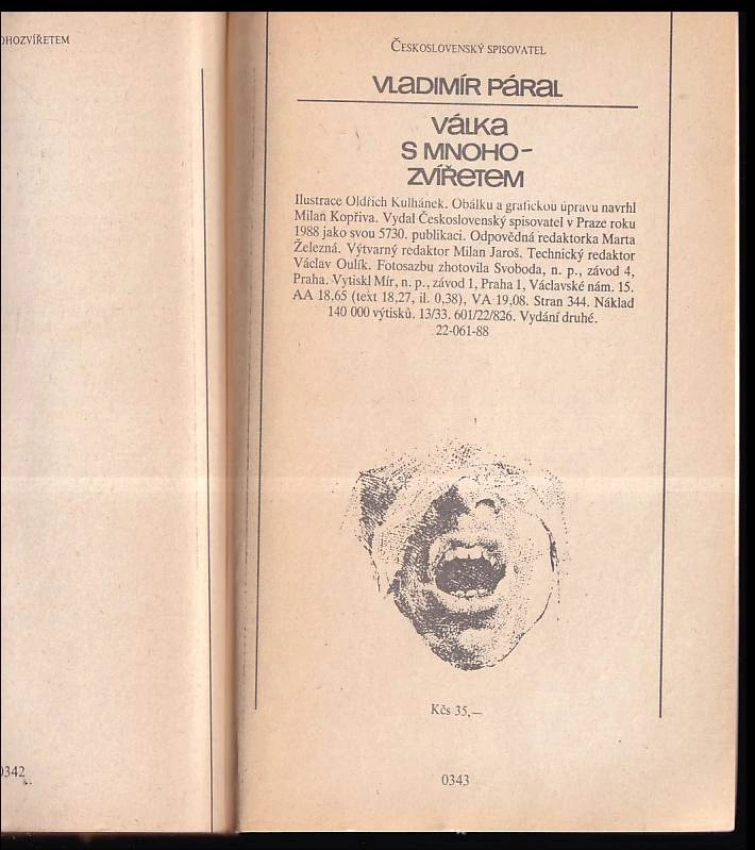 OHOZVÍŘETEM
0342
ČESKOSLOVENSKÝ SPISOVATEL
VLADIMÍR PÁRAL
VÁLKA
S MNOHO-
ZVÍŘETEM
Ilustrace Oldřich Kulhánek. Obálku a grafickou úpravu navrhl
Milan Kopřiva. Vydal Československý spisovatel v Praze roku
1988 jako svou 5730. publikaci. Odpovědná redaktorka Marta
Železná. Výtvarný redaktor Milan Jaroš. Technický redaktor
Václav Oulík. Fotosazbu zhotovila Svoboda, n. p., závod 4,
Praha. Vytiskl Mír, n. p., závod 1, Praha 1, Václavské nám. 15.
AA 18,65 (text 18,27, il. 0,38), VA 19,08. Stran 344. Náklad
140 000 výtisků. 13/33. 601/22/826. Vydání druhé.
22-061-88
Kčs 35,—
0343